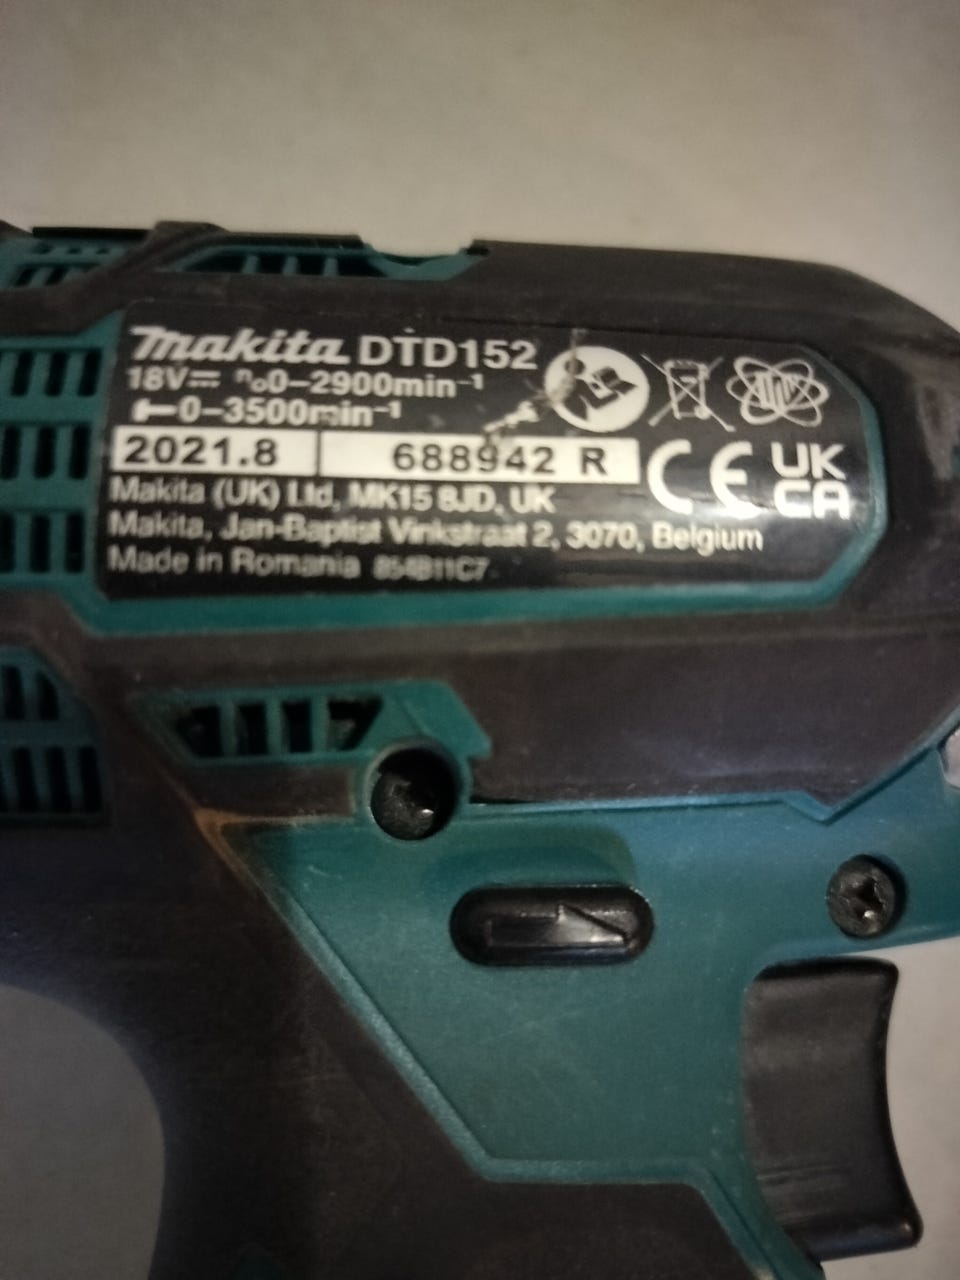 makita DTD152
18V⎓ n₀0–2900min⁻¹
0–3500min⁻¹
2021.8 688942 R
CE UK
CA
Makita (UK) Ltd, MK15 8JD, UK
Makita, Jan-Baptist Vinkstraat 2, 3070, Belgium
Made in Romania 854B11C7